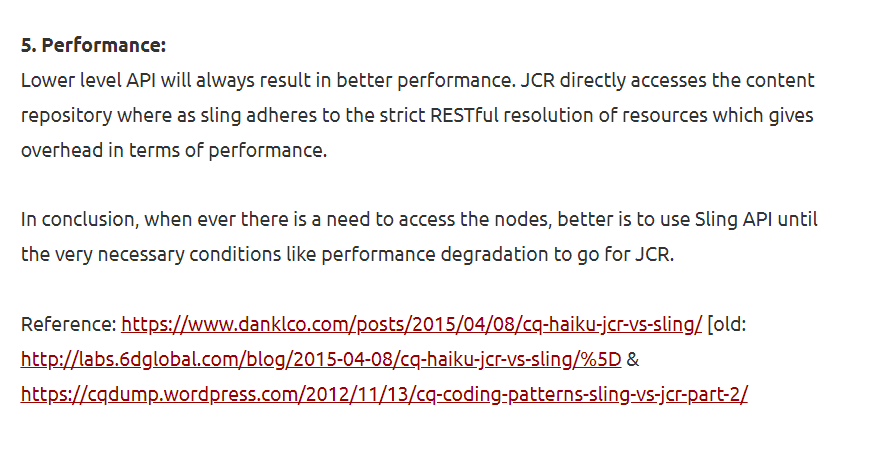 5. Performance:
Lower level API will always result in better performance. JCR directly accesses the content
repository where as sling adheres to the strict RESTful resolution of resources which gives
overhead in terms of performance.
In conclusion, when ever there is a need to access the nodes, better is to use Sling API until
the very necessary conditions like performance degradation to go for JCR.
Reference: https://www.danklco.com/posts/2015/04/08/cq-haiku-jcr-vs-sling/ [old:
http://labs.6dglobal.com/blog/2015-04-08/cq-haiku-jcr-vs-sling/%5D &
https://cqdump.wordpress.com/2012/11/13/cq-coding-patterns-sling-vs-jcr-part-2/